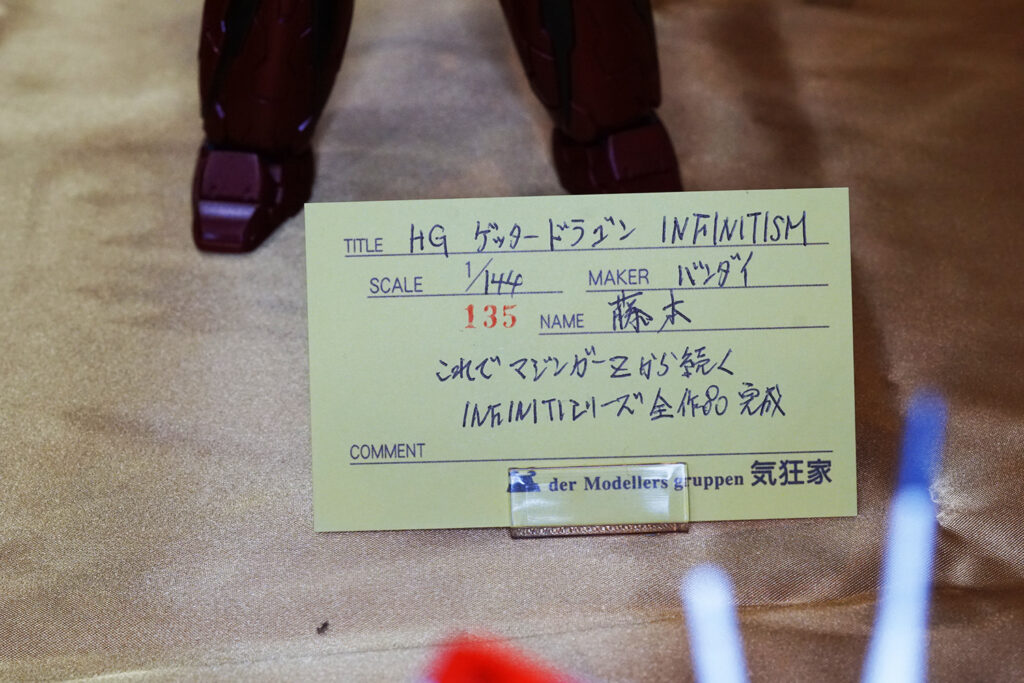 TITLE HG ゲッタードラゴン INFINITISM
SCALE 1/144 MAKER バンダイ
135 NAME 藤木
これでマジンガーZから続く
INFINITIシリーズ全作品完成
COMMENT
der Modellers gruppen 気狂家